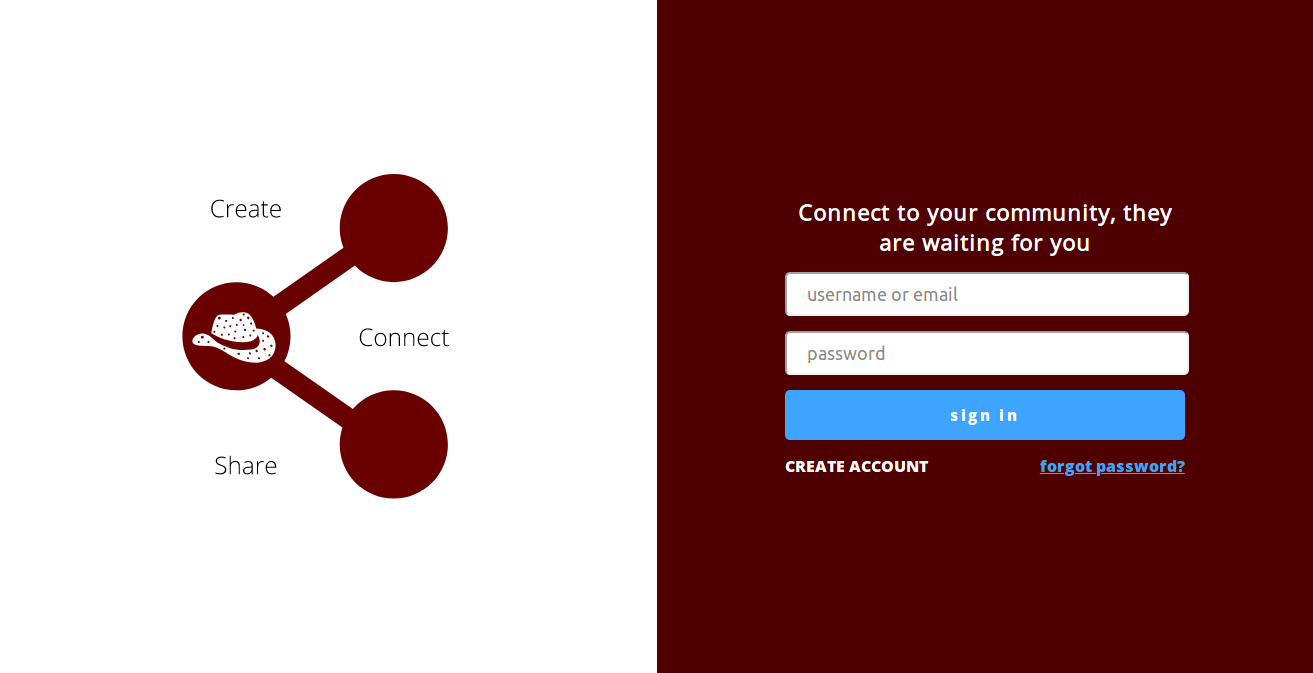 Create
Connect
Share
Connect to your community, they
are waiting for you
username or email
password
sign in
CREATE ACCOUNT
forgot password?